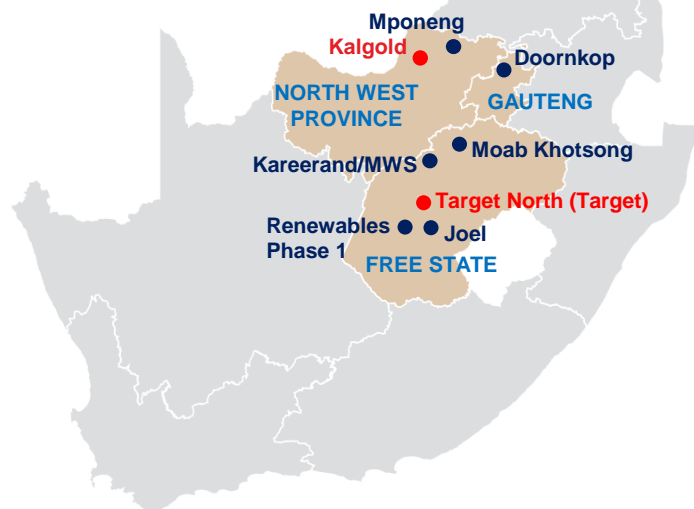 Mponeng
Kalgold
Doornkop
NORTH WEST
PROVINCE
GAUTENG
Moab Khotsong
Kareerand/MWS
Target North (Target)
Renewables
Phase 1
Joel
FREE STATE